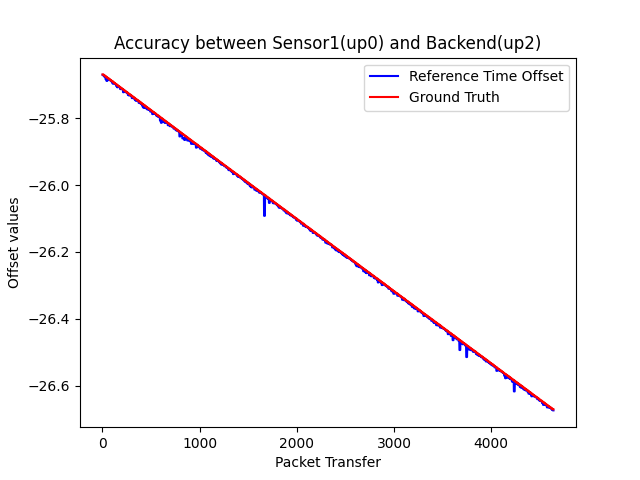 Accuracy between Sensor1(up0) and Backend(up2)
Reference Time Offset
Ground Truth
Offset values
−25.8
−26.0
−26.2
−26.4
−26.6
0
1000
2000
3000
4000
Packet Transfer